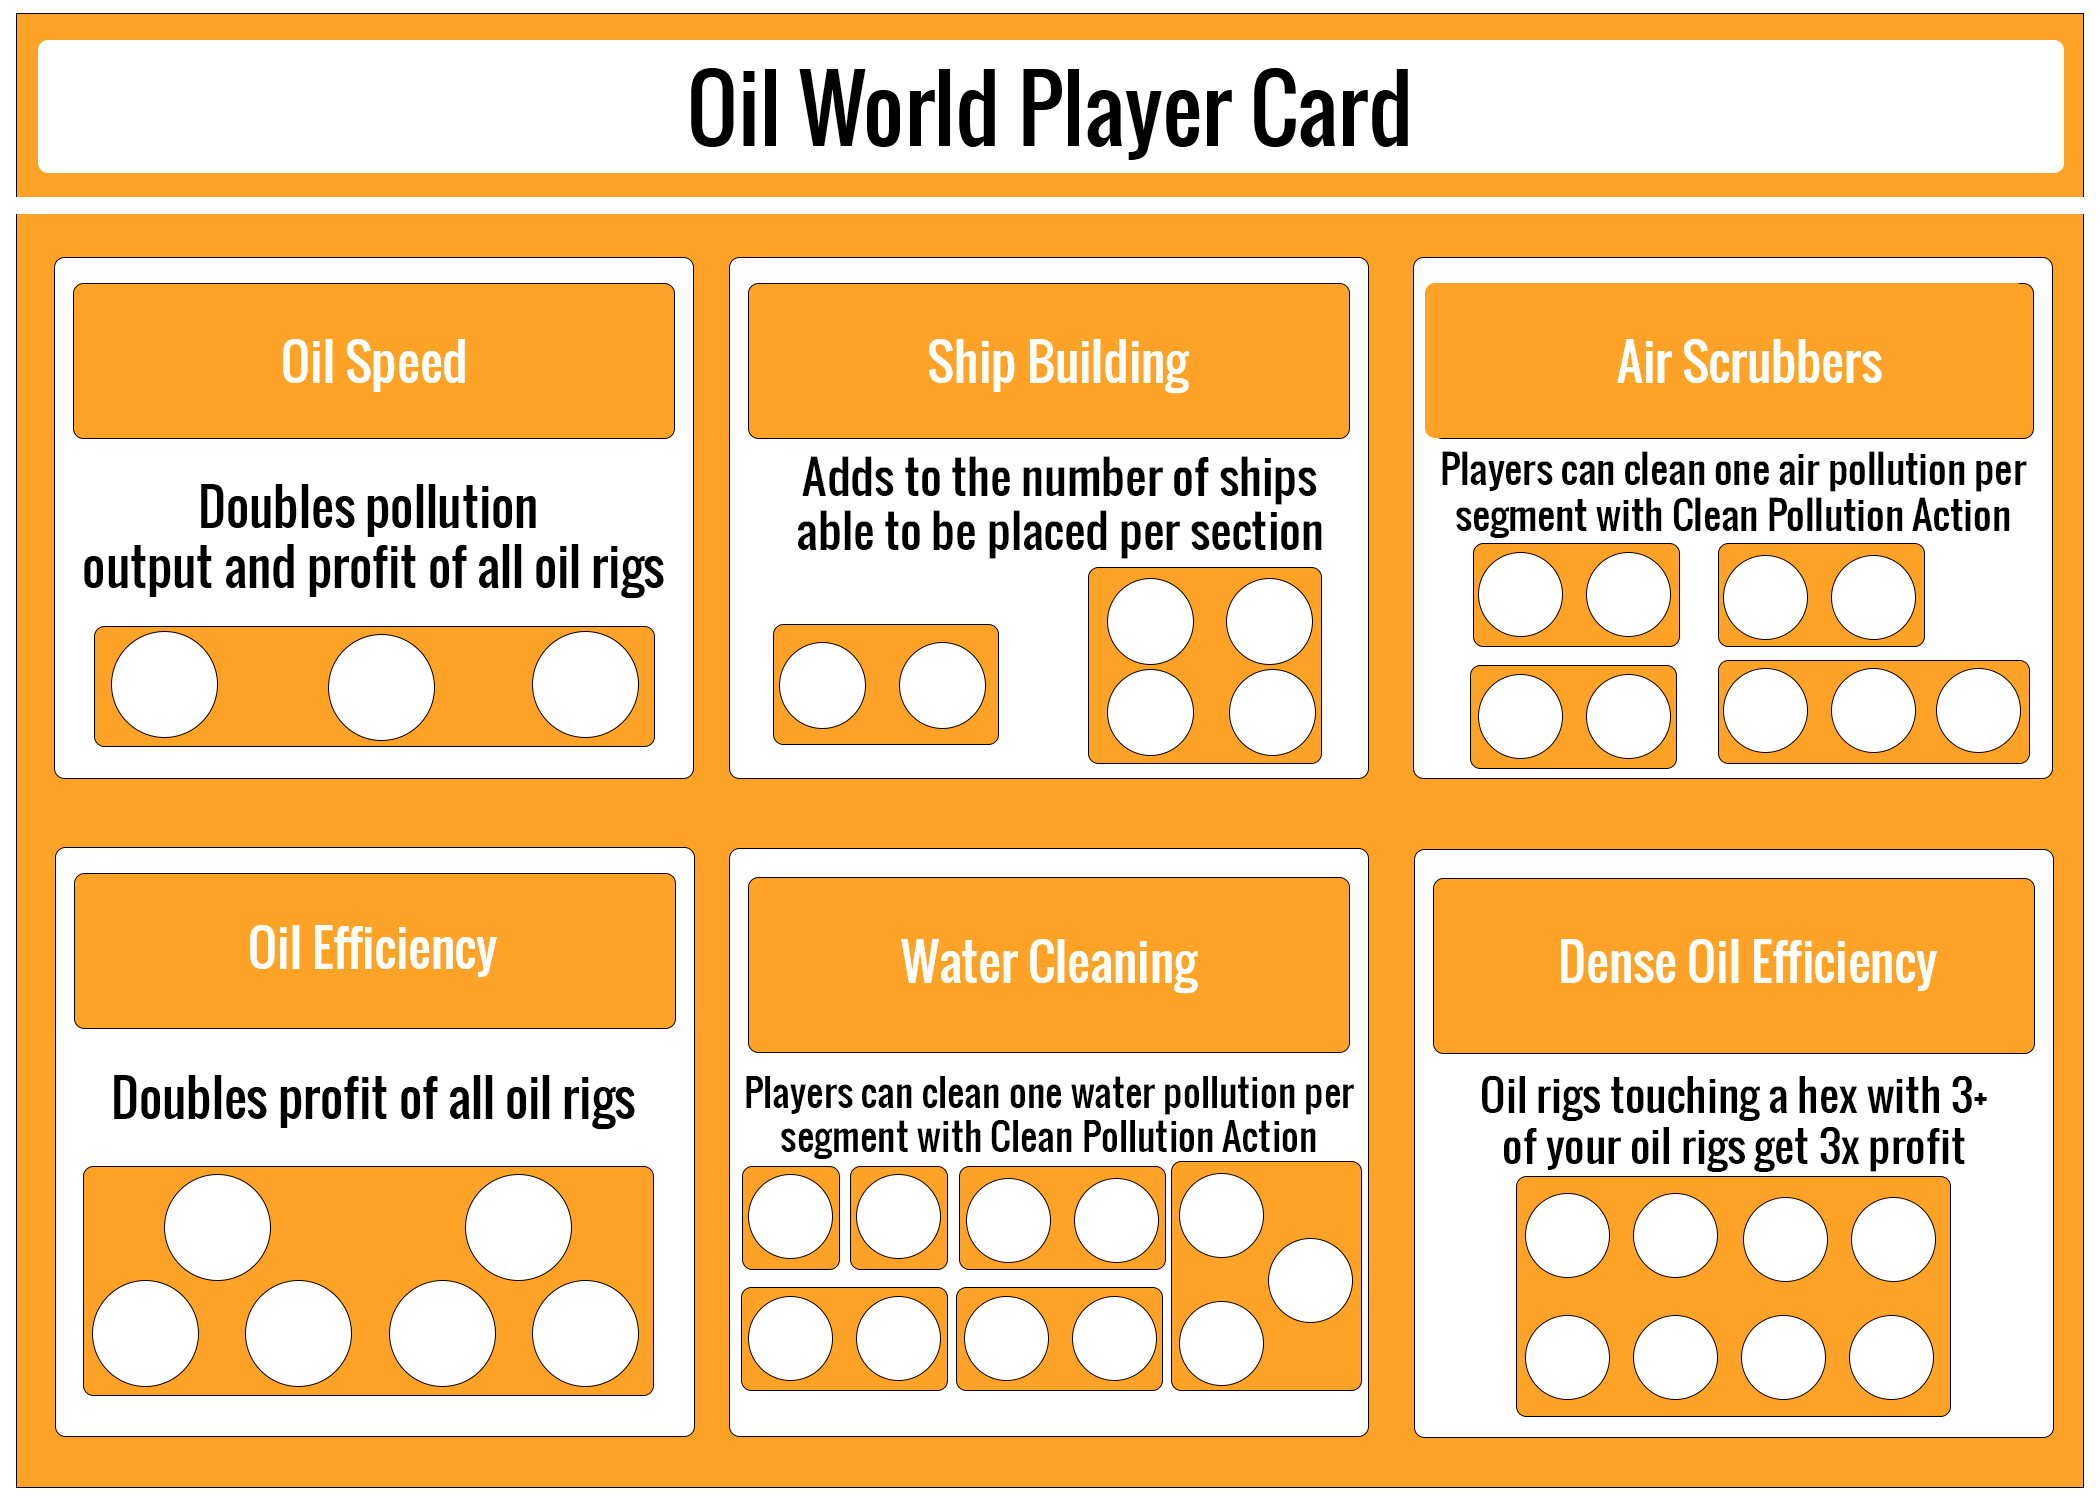 Oil World Player Card
Oil Speed
Doubles pollution
output and profit of all oil rigs
Ship Building
Adds to the number of ships
able to be placed per section
Air Scrubbers
Players can clean one air pollution per
segment with Clean Pollution Action
Oil Efficiency
Doubles profit of all oil rigs
Water Cleaning
Players can clean one water pollution per
segment with Clean Pollution Action
Dense Oil Efficiency
Oil rigs touching a hex with 3+
of your oil rigs get 3x profit